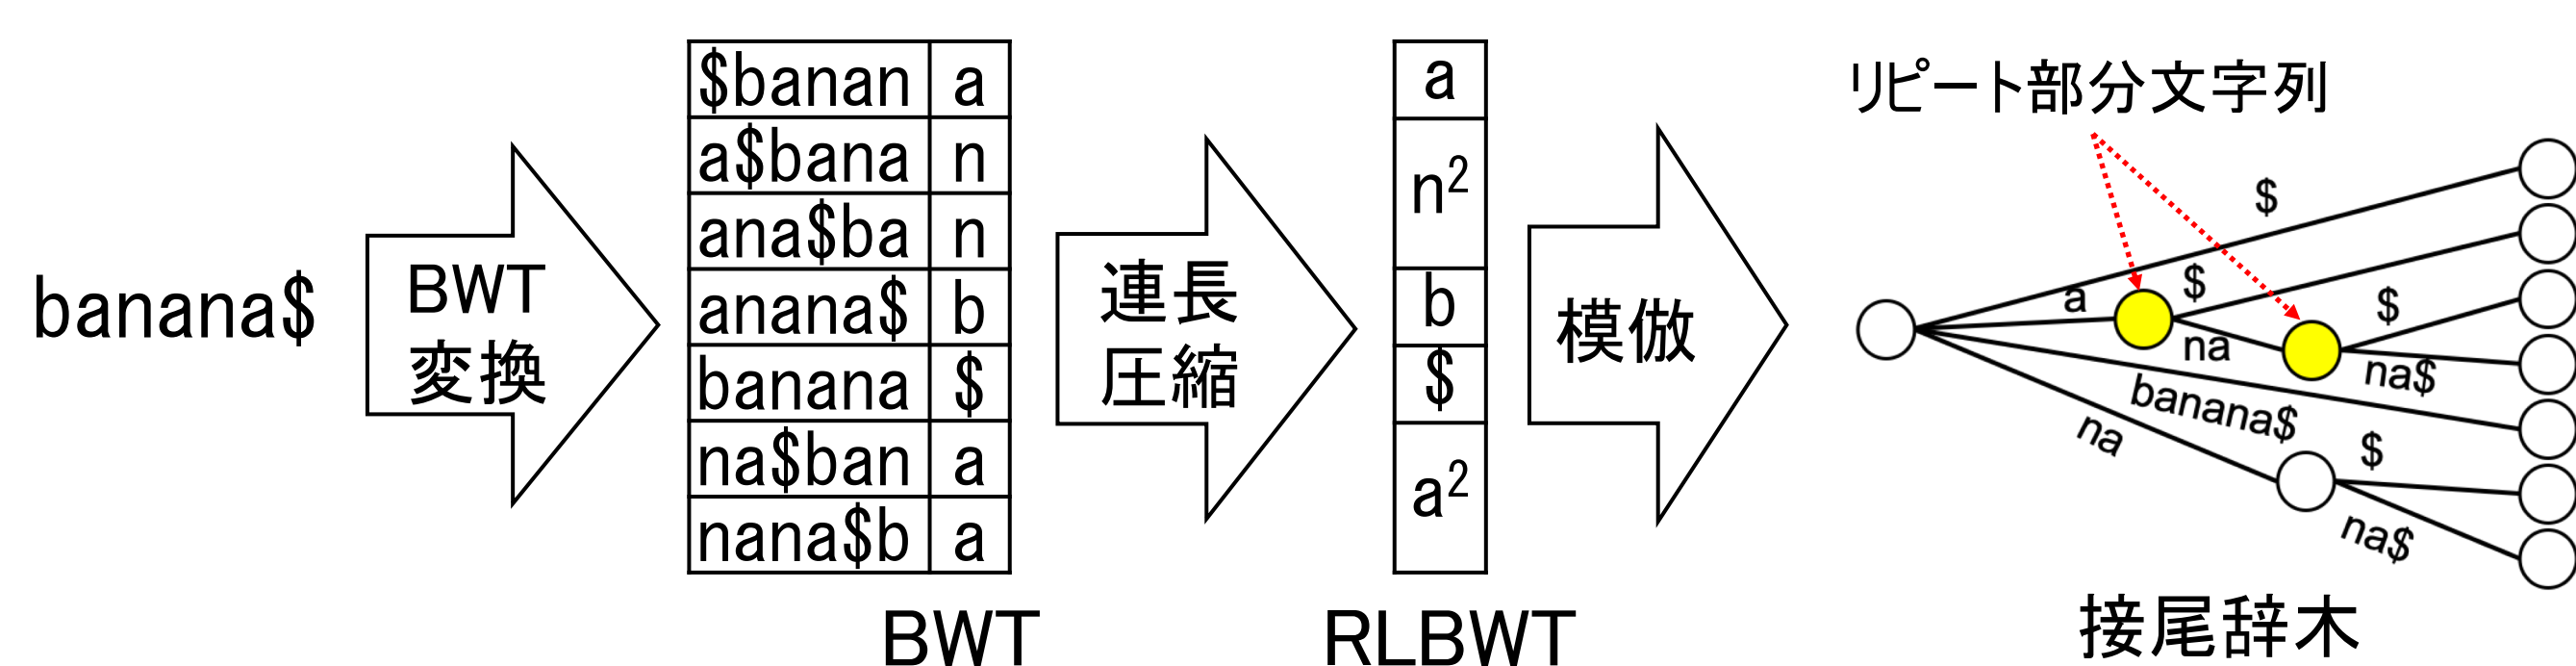 banana$
BWT
変換
$banan a
a$bana n
ana$ba n
anana$ b
banana $
na$ban a
nana$b a
BWT
連長
圧縮
a
n²
b
$
a²
RLBWT
模倣
リピート部分文字列
$
a
$
na
$
na$
banana$
na
$
na$
接尾辞木